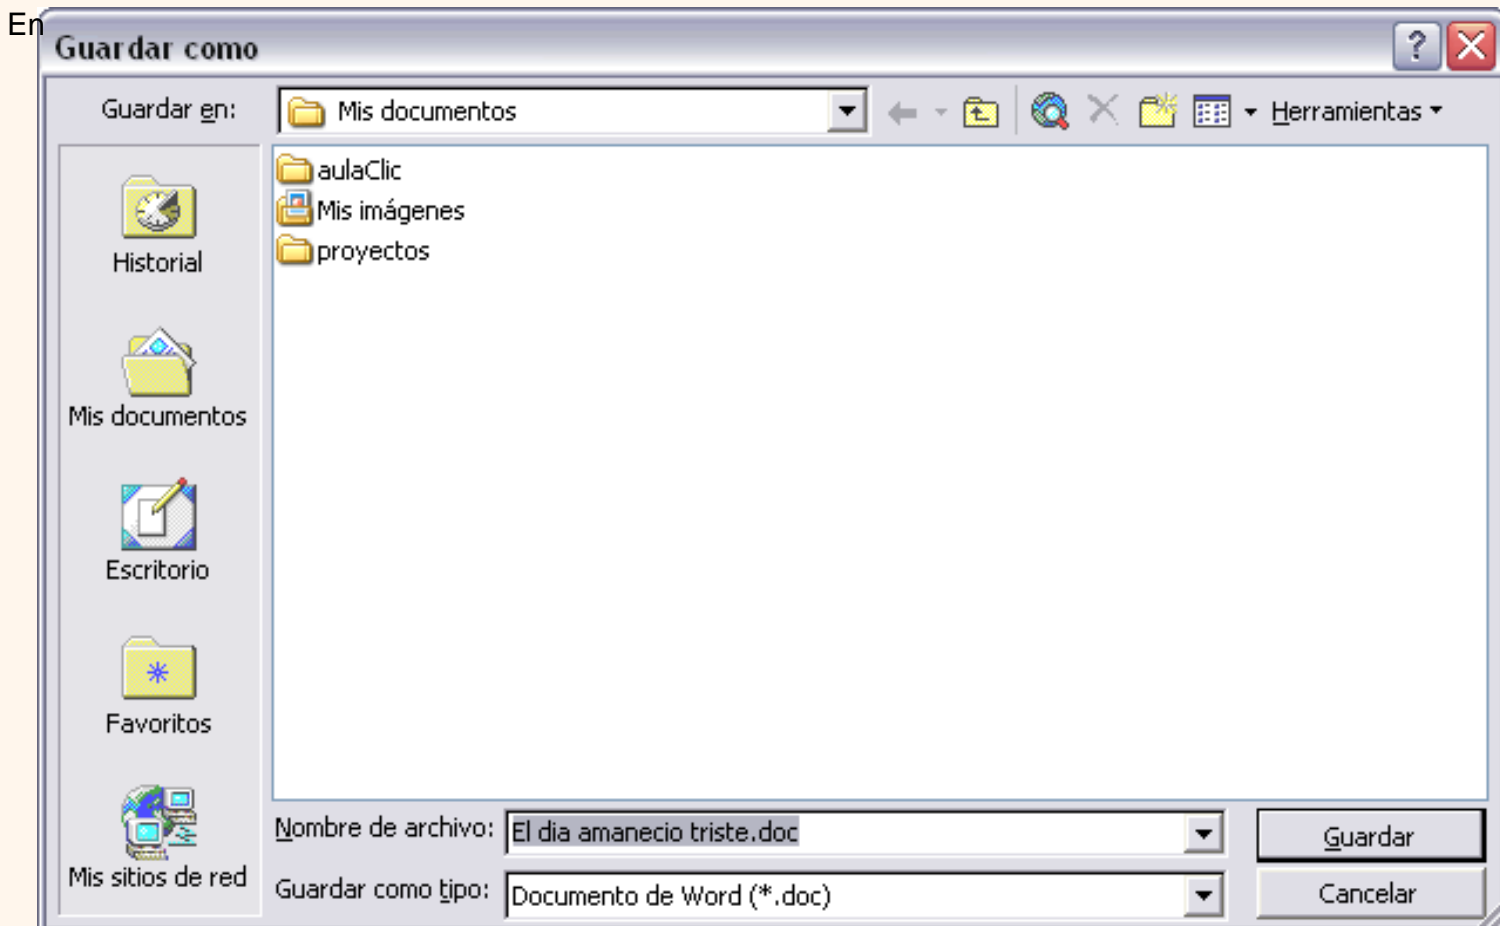 En
Guardar como
Guardar en:
Mis documentos
Herramientas
aulaClic
Mis imágenes
proyectos
Historial
Mis documentos
Escritorio
Favoritos
Mis sitios de red
Nombre de archivo:
El dia amanecio triste.doc
Guardar
Guardar como tipo:
Documento de Word (*.doc)
Cancelar